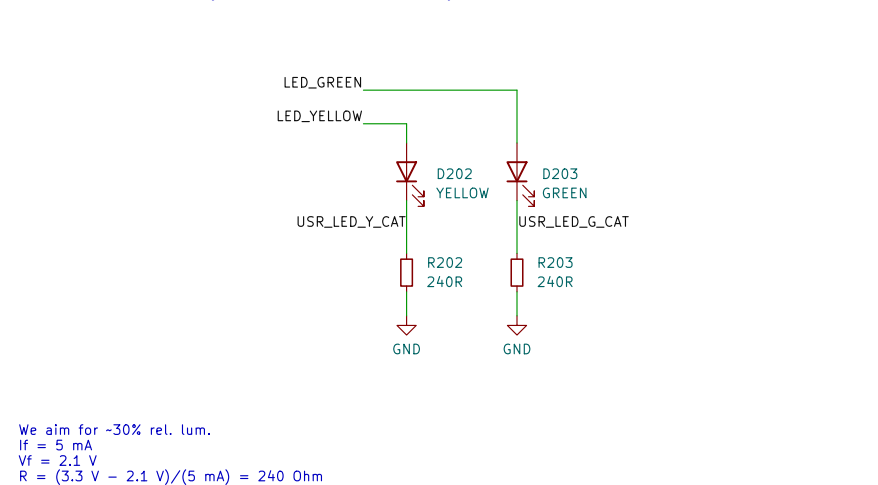 LED_GREEN
LED_YELLOW
D202
YELLOW
D203
GREEN
USR_LED_Y_CAT
USR_LED_G_CAT
R202
240R
R203
240R
GND
GND
We aim for ~30% rel. lum.
If = 5 mA
Vf = 2.1 V
R = (3.3 V – 2.1 V)/(5 mA) = 240 Ohm